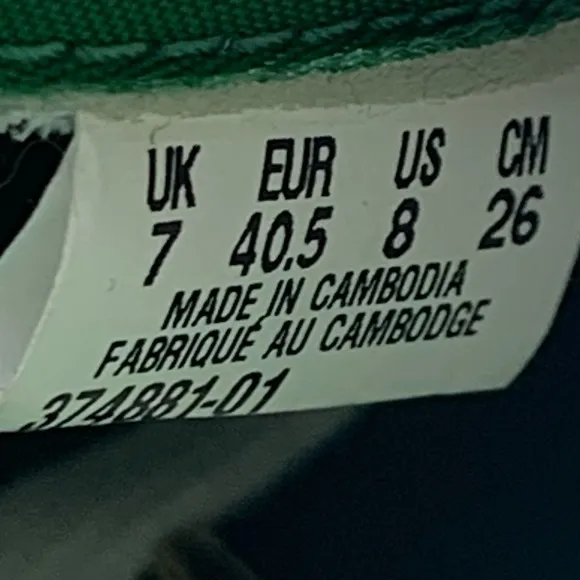 UK EUR US CM
7 40.5 8 26
MADE IN CAMBODIA
FABRIQUÉ AU CAMBODGE
374881-01